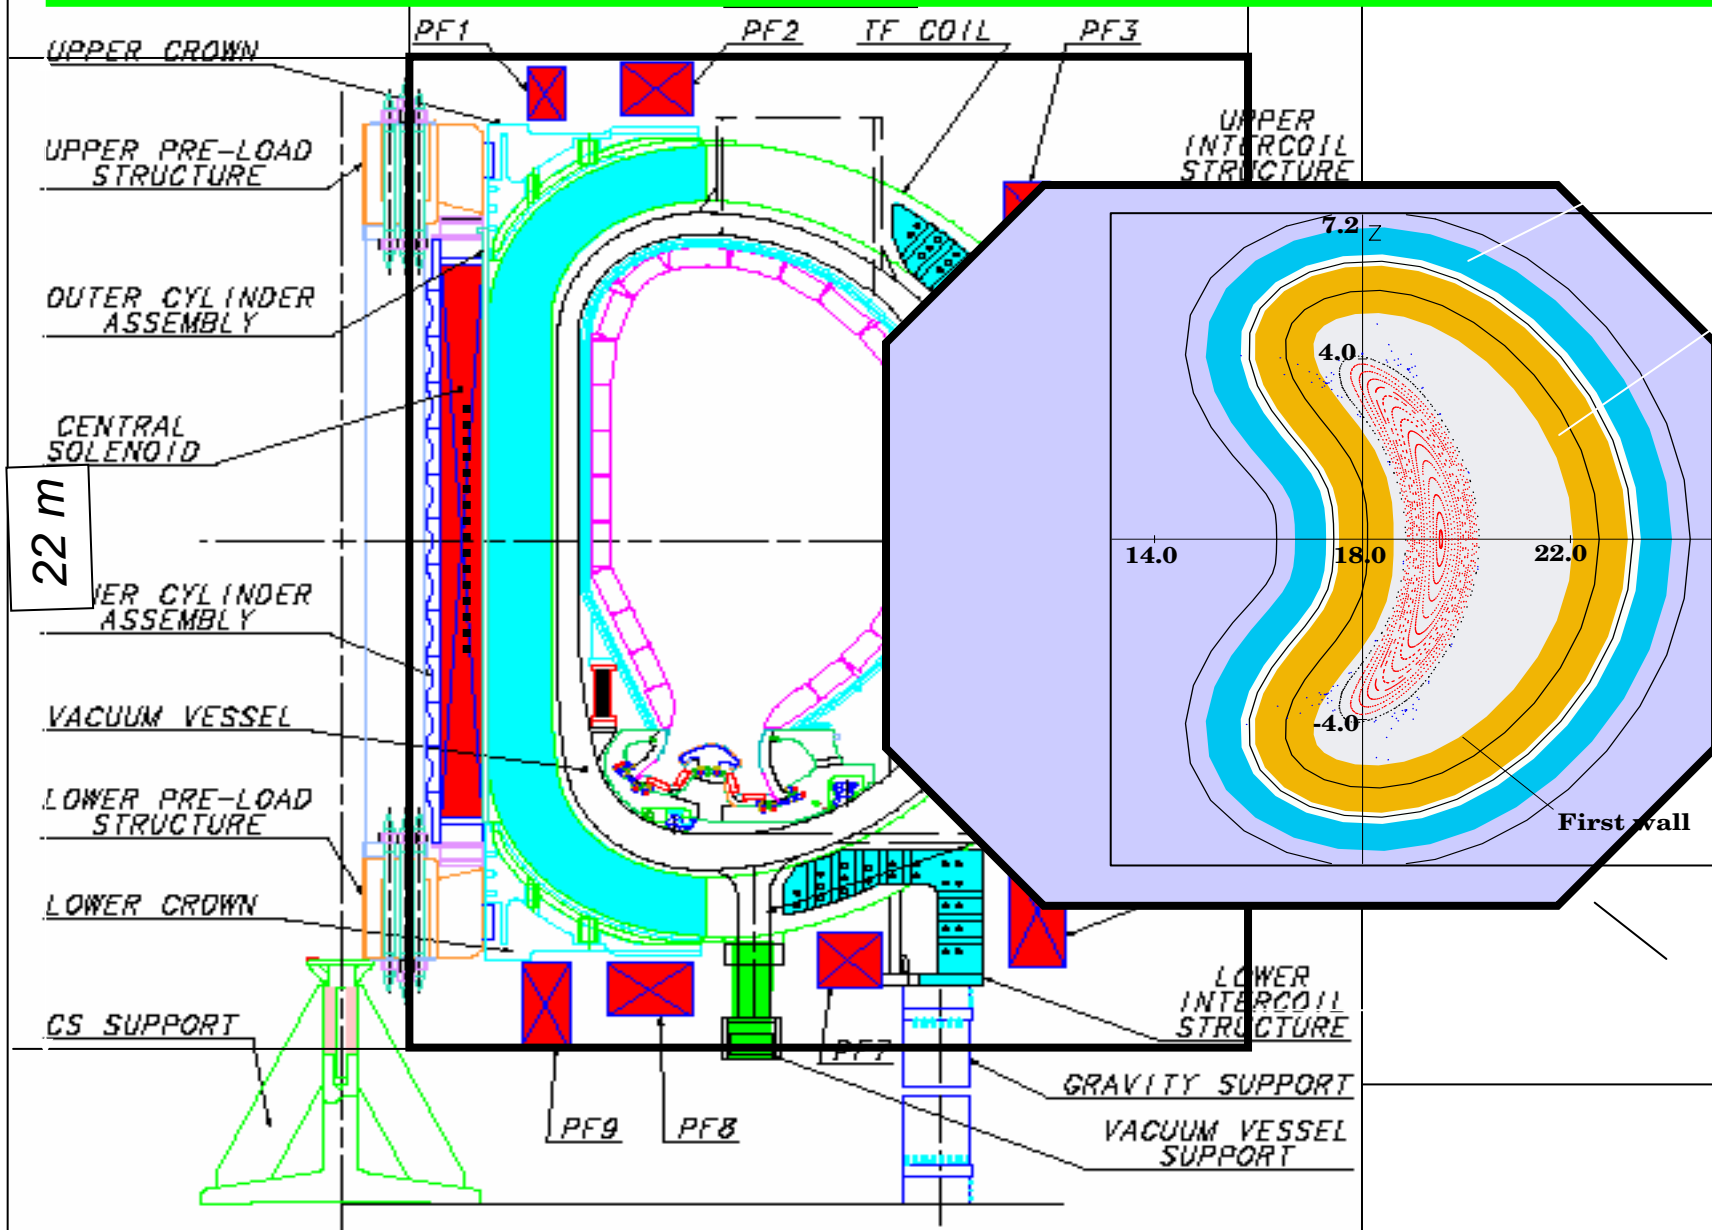 PF1
PF2
TF COIL
PF3
UPPER CROWN
UPPER
INTERCOIL
STRUCTURE
UPPER PRE-LOAD
STRUCTURE
7.2
Z
OUTER CYLINDER
ASSEMBLY
4.0
CENTRAL
SOLENOID
22 m
14.0
18.0
22.0
CYLINDER
ASSEMBLY
VACUUM VESSEL
-4.0
LOWER PRE-LOAD
STRUCTURE
First wall
LOWER CROWN
LOWER
INTERCOIL
STRUCTURE
CS SUPPORT
PF7
GRAVITY SUPPORT
PF9
PF8
VACUUM VESSEL
SUPPORT